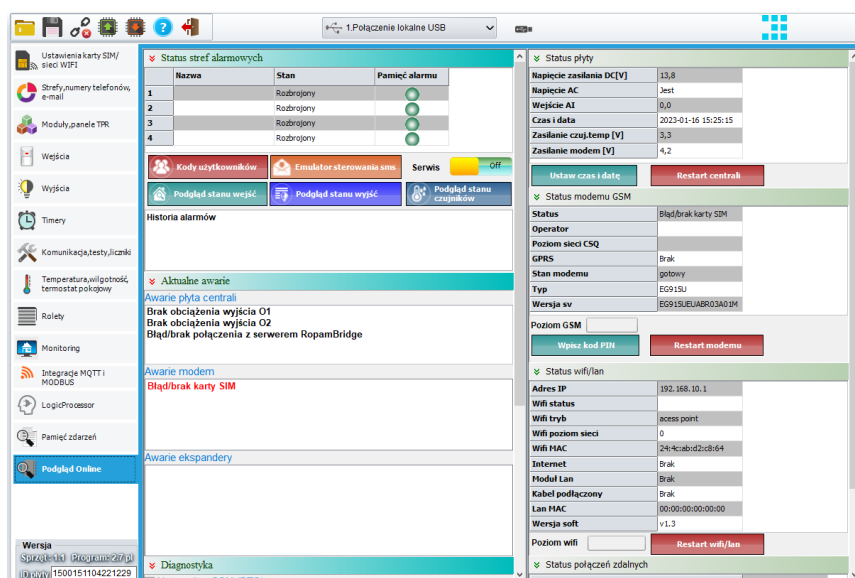 1.Połączenie lokalne USB
Ustawienia karty SIM/
sieci WIFI
Strefy,numery telefonów,
e-mail
Moduły,panele TPR
Wejścia
Wyjścia
Timery
Komunikacja,testy,liczniki
Temperatura,wilgotność,
termostat pokojowy
Rolety
Monitoring
Integracje MQTT i
MODBUS
LogicProcessor
Pamięć zdarzeń
Podgląd Online
Wersja
Sprzęt: 1.1 Program: 2.7 pl
ID płyty 1500151104221229
Status stref alarmowych
Nazwa Stan Pamięć alarmu
1 Rozbrojony
2 Rozbrojony
3 Rozbrojony
4 Rozbrojony
Kody użytkowników Emulator sterowania sms Serwis Off
Podgląd stanu wejść Podgląd stanu wyjść Podgląd stanu
czujników
Historia alarmów
Aktualne awarie
Awarie płyta centrali
Brak obciążenia wyjścia O1
Brak obciążenia wyjścia O2
Błąd/brak połączenia z serwerem RopamBridge
Awarie modem
Błąd/brak karty SIM
Awarie ekspandery
Diagnostyka
Status płyty
Napięcie zasilania DC[V] 13,8
Napięcie AC Jest
Wejście AI 0,0
Czas i data 2023-01-16 15:25:15
Zasilanie czuj.temp [V] 3,3
Zasilanie modem [V] 4,2
Ustaw czas i datę Restart centrali
Status modemu GSM
Status Błąd/brak karty SIM
Operator
Poziom sieci CSQ
GPRS Brak
Stan modemu gotowy
Typ EG915U
Wersja sv EG915UEUABR03A01M
Poziom GSM
Wpisz kod PIN Restart modemu
Status wifi/lan
Adres IP 192.168.10.1
Wifi status
Wifi tryb acess point
Wifi poziom sieci 0
Wifi MAC 24:4c:ab:d2:c8:64
Internet Brak
Moduł Lan Brak
Kabel podłączony Brak
Lan MAC 00:00:00:00:00:00
Wersja soft v1.3
Poziom wifi Restart wifi/lan
Status połączeń zdalnych